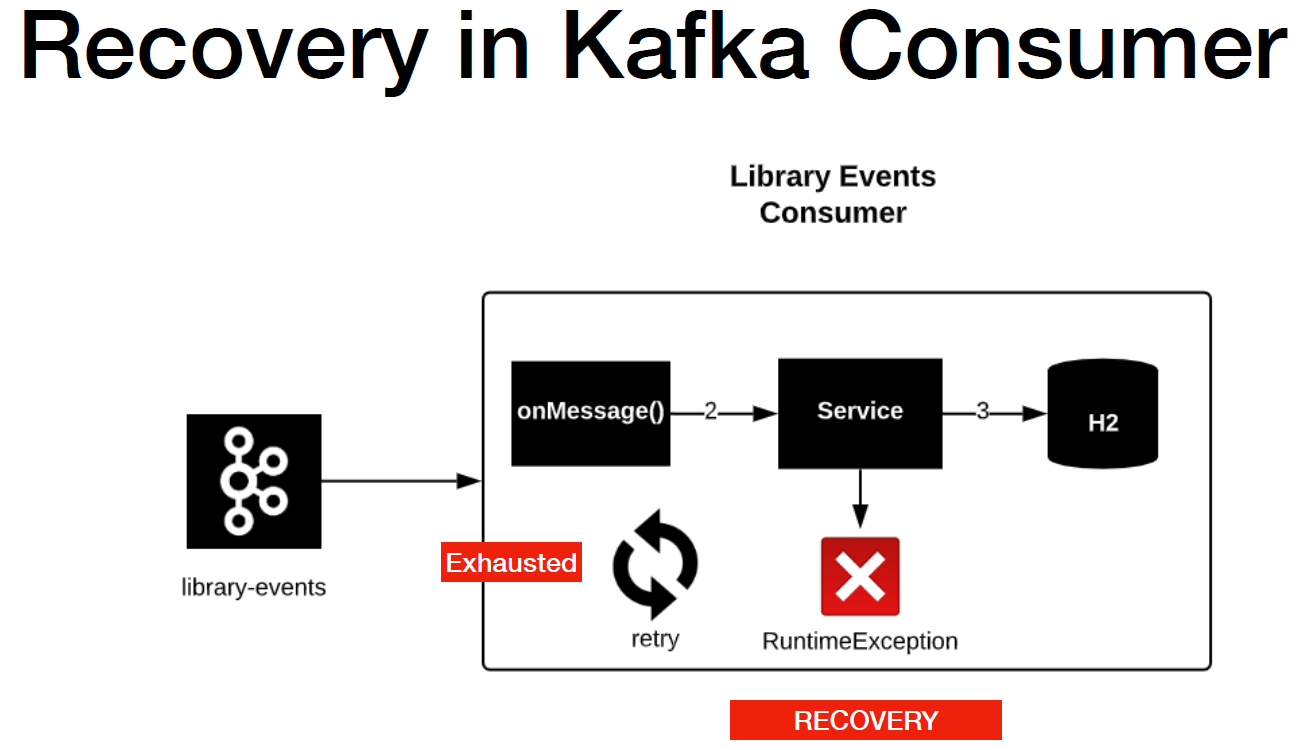 Recovery in Kafka Consumer
Library Events
Consumer
onMessage()
2
Service
3
H2
Exhausted
library-events
retry
RuntimeException
RECOVERY